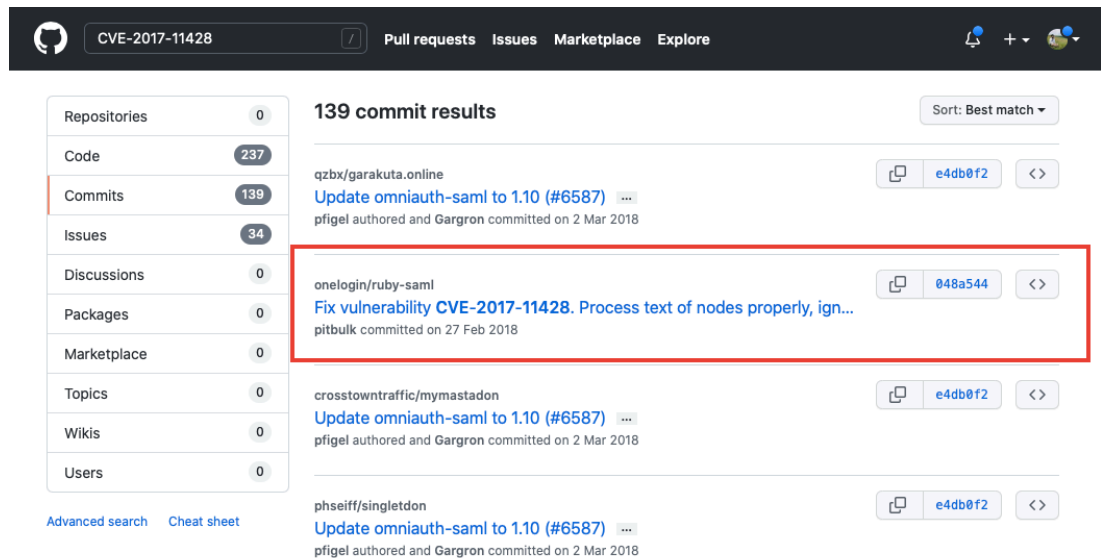 CVE-2017-11428 / Pull requests Issues Marketplace Explore
Repositories 0
Code 237
Commits 139
Issues 34
Discussions 0
Packages 0
Marketplace 0
Topics 0
Wikis 0
Users 0
Advanced search Cheat sheet
139 commit results
Sort: Best match
qzbx/garakuta.online
Update omniauth-saml to 1.10 (#6587) ...
pfigel authored and Gargron committed on 2 Mar 2018
e4db0f2 <>
onelogin/ruby-saml
Fix vulnerability CVE-2017-11428. Process text of nodes properly, ign...
pitbulk committed on 27 Feb 2018
048a544 <>
crosstowntraffic/mymastadon
Update omniauth-saml to 1.10 (#6587) ...
pfigel authored and Gargron committed on 2 Mar 2018
e4db0f2 <>
phseiff/singletdon
Update omniauth-saml to 1.10 (#6587) ...
pfigel authored and Gargron committed on 2 Mar 2018
e4db0f2 <>